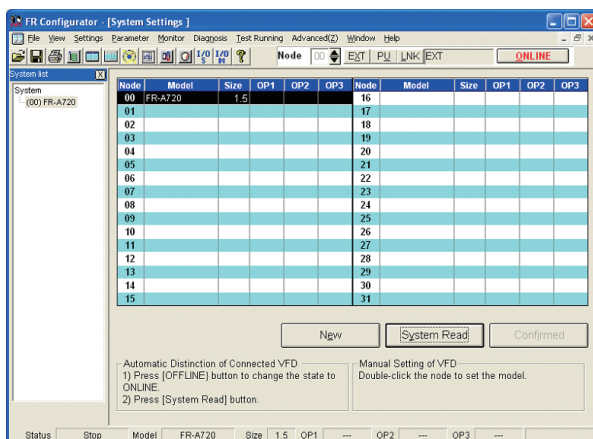 FR Configurator - [System Settings ]
File View Settings Parameter Monitor Diagnosis Test Running Advanced(Z) Window Help
I/O S I/O M ? Node 00 EXT PU LNK EXT ONLINE
System list X
System
(00) FR-A720
Node Model Size OP1 OP2 OP3 Node Model Size OP1 OP2 OP3
00 FR-A720 1.5 16
01 17
02 18
03 19
04 20
05 21
06 22
07 23
08 24
09 25
10 26
11 27
12 28
13 29
14 30
15 31
New System Read Confirmed
Automatic Distinction of Connected VFD
1) Press [OFFLINE) button to change the state to
ONLINE.
2) Press [System Read] button.
Manual Setting of VFD
Double-click the node to set the model.
Status Stop Model FR-A720 Size 1.5 OP1 --- OP2 --- OP3 ---